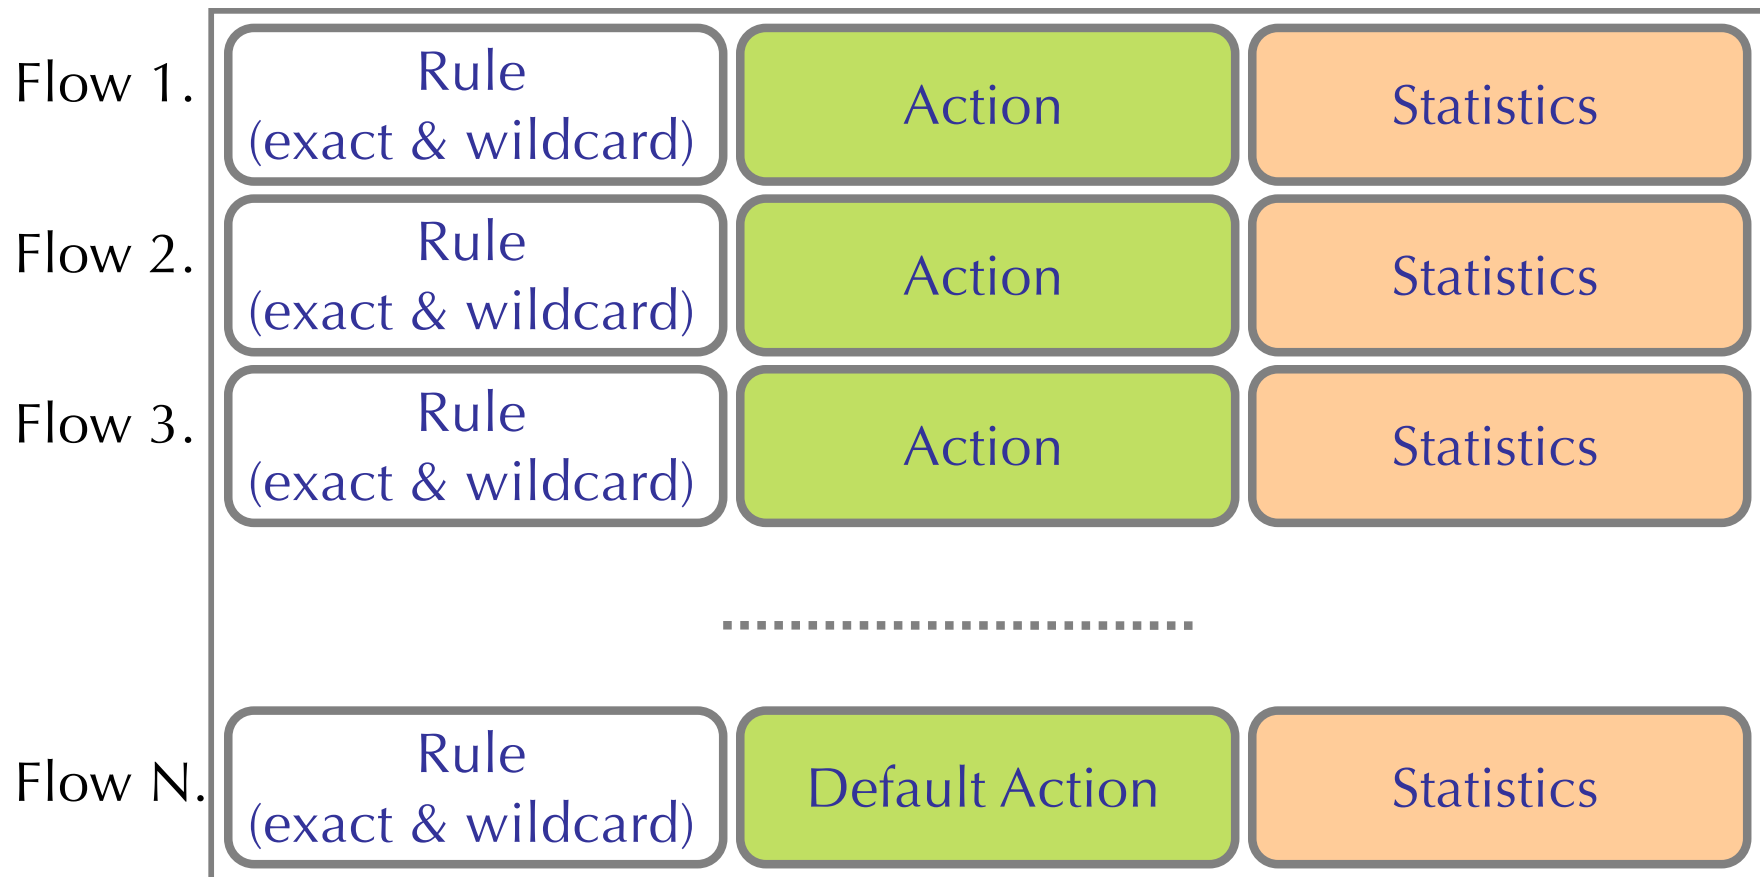 Flow 1.
Rule
(exact & wildcard)
Action
Statistics
Flow 2.
Rule
(exact & wildcard)
Action
Statistics
Flow 3.
Rule
(exact & wildcard)
Action
Statistics
Flow N.
Rule
(exact & wildcard)
Default Action
Statistics